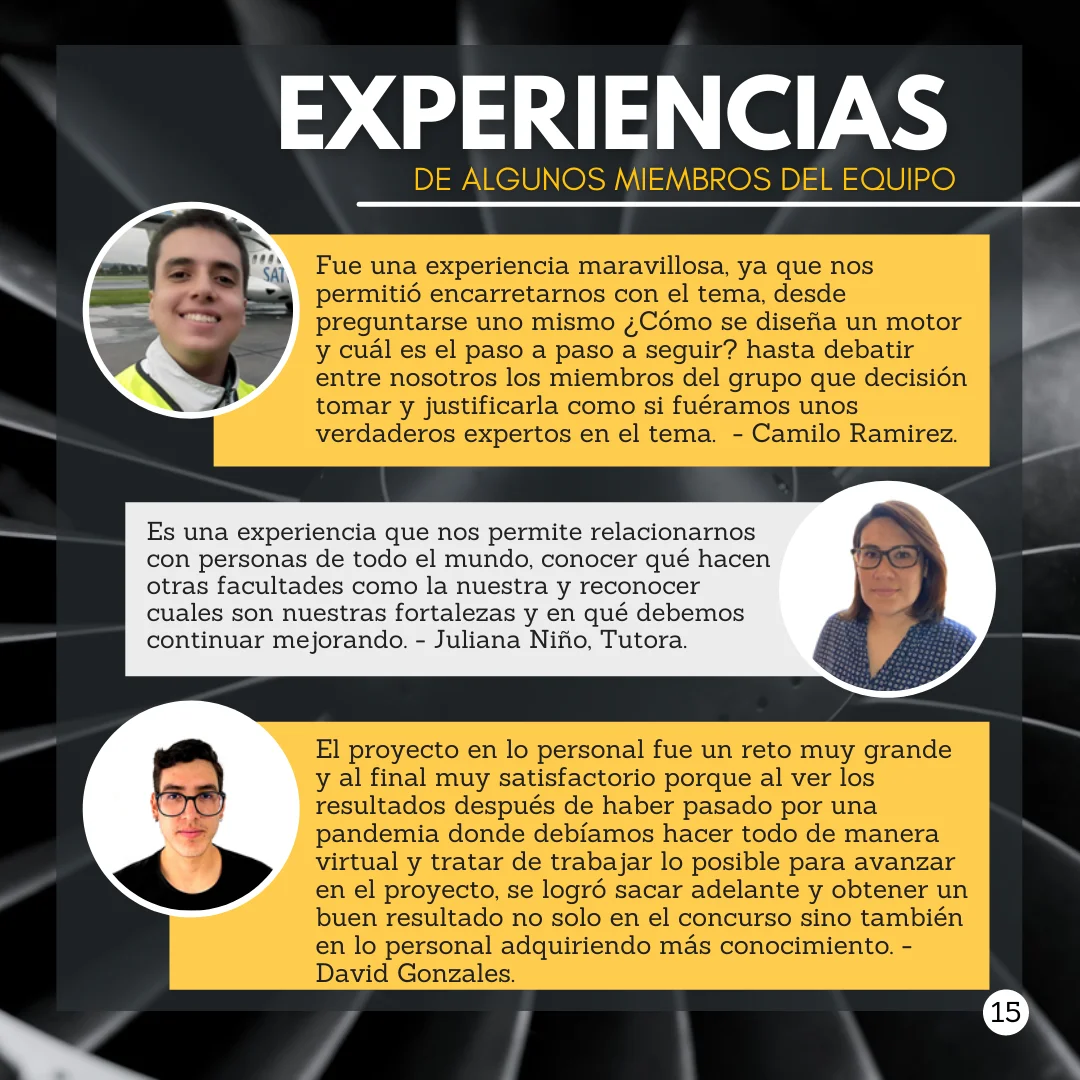 EXPERIENCIAS
DE ALGUNOS MIEMBROS DEL EQUIPO
SAT
Fue una experiencia maravillosa, ya que nos
permitió encarretarnos con el tema, desde
preguntarse uno mismo ¿Cómo se diseña un motor
y cuál es el paso a paso a seguir? hasta debatir
entre nosotros los miembros del grupo que decisión
tomar y justificarla como si fuéramos unos
verdaderos expertos en el tema.  - Camilo Ramirez.
Es una experiencia que nos permite relacionarnos
con personas de todo el mundo, conocer qué hacen
otras facultades como la nuestra y reconocer
cuales son nuestras fortalezas y en qué debemos
continuar mejorando. - Juliana Niño, Tutora.
El proyecto en lo personal fue un reto muy grande
y al final muy satisfactorio porque al ver los
resultados después de haber pasado por una
pandemia donde debíamos hacer todo de manera
virtual y tratar de trabajar lo posible para avanzar
en el proyecto, se logró sacar adelante y obtener un
buen resultado no solo en el concurso sino también
en lo personal adquiriendo más conocimiento. -
David Gonzales.
15